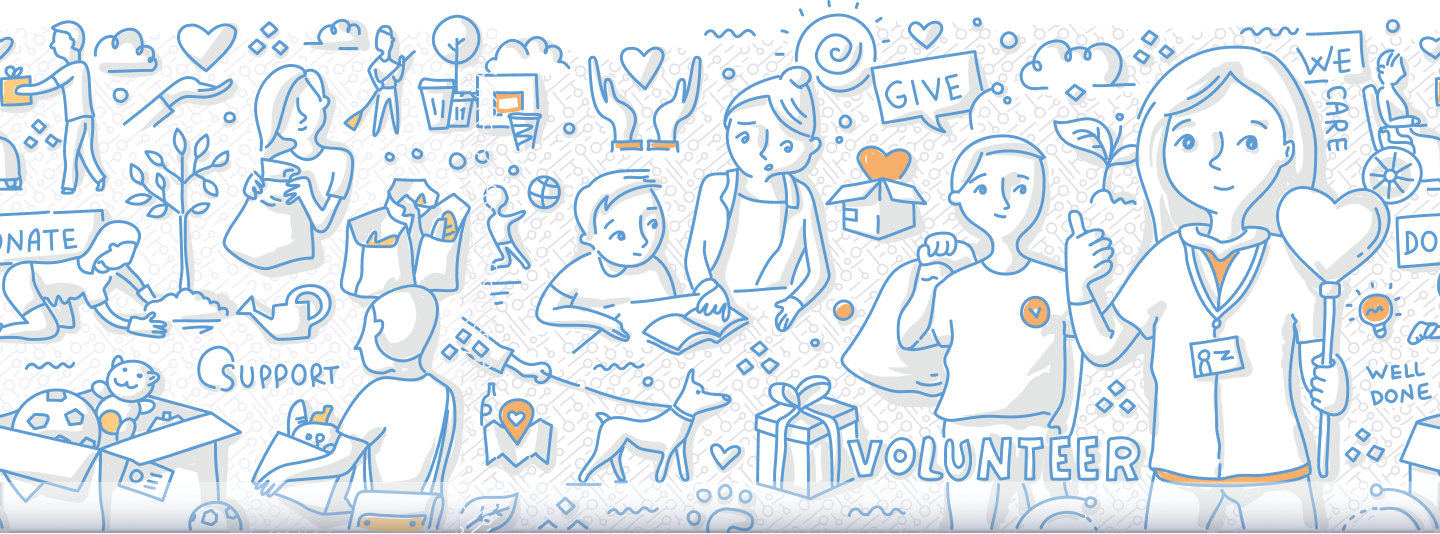 GIVE
WE
CARE
ONATE
DO
SUPPORT
WELL
DONE
VOLUNTEER